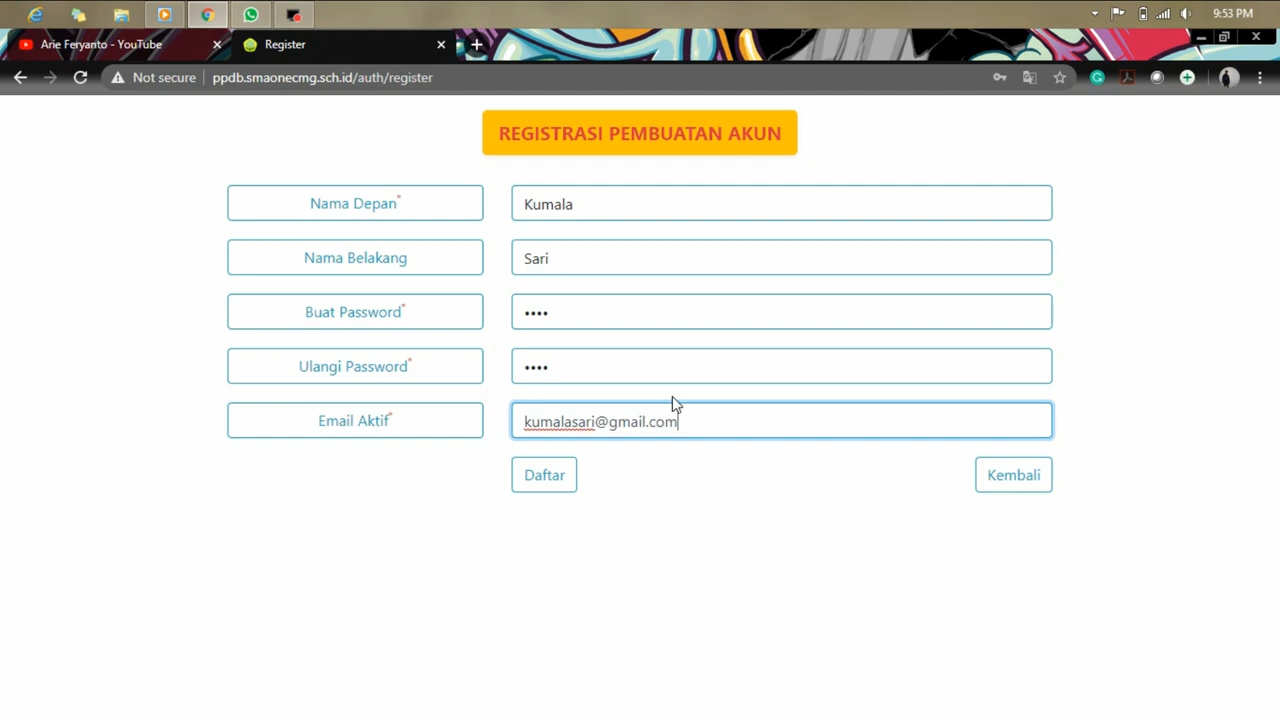 9:53 PM
Arie Feryanto - YouTube
Register
Not secure
ppdb.smaonecmg.sch.id/auth/register
REGISTRASI PEMBUATAN AKUN
Nama Depan*
Kumala
Nama Belakang
Sari
Buat Password*
••••
Ulangi Password*
••••
Email Aktif*
kumalasari@gmail.com
Daftar
Kembali